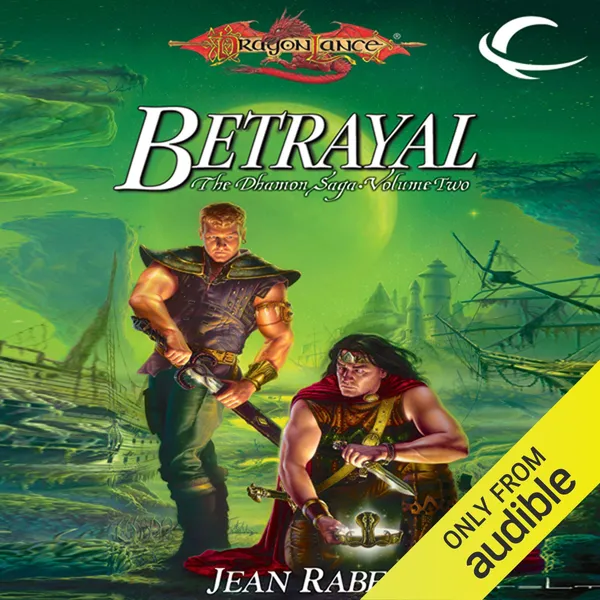 DRAGONLANCE®
BETRAYAL
The Dhamon Saga • Volume Two
JEAN RABE
ONLY FROM
audible